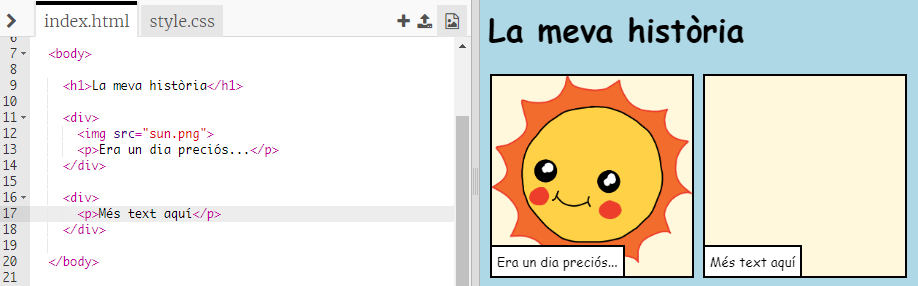 index.html style.css
6
7 <body>
8
9 <h1>La meva història</h1>
10
11 <div>
12 <img src="sun.png">
13 <p>Era un dia preciós...</p>
14 </div>
15
16 <div>
17 <p>Més text aquí</p>
18 </div>
19
20 </body>
21
La meva història
Era un dia preciós...
Més text aquí